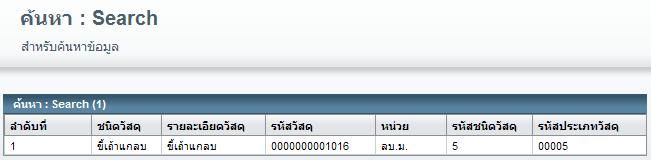 ค้นหา : Search
สำหรับค้นหาข้อมูล
ค้นหา : Search (1)
ลำดับที่ ชนิดวัสดุ รายละเอียดวัสดุ รหัสวัสดุ หน่วย รหัสชนิดวัสดุ รหัสประเภทวัสดุ
1 ขี้เถ้าแกลบ ขี้เถ้าแกลบ 0000000001016 ลบ.ม. 5 00005